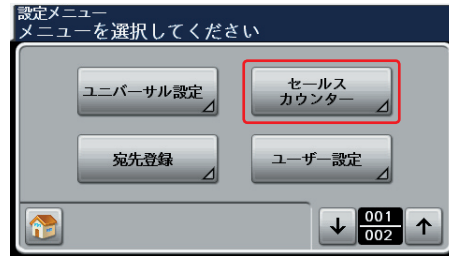 設定メニュー
メニューを選択してください
ユニバーサル設定
セールス
カウンター
宛先登録
ユーザー設定
001
002